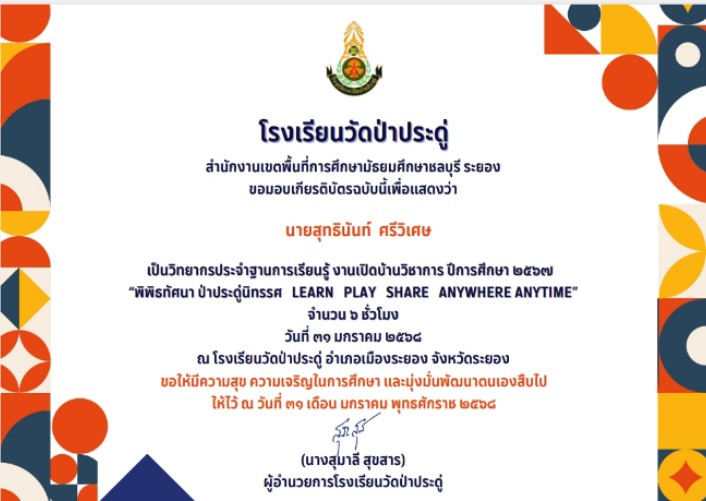 โรงเรียนวัดป่าประดู่
สำนักงานเขตพื้นที่การศึกษามัธยมศึกษาชลบุรี ระยอง
ขอมอบเกียรติบัตรฉบับนี้เพื่อแสดงว่า
นายสุทธินันท์ ศรีวิเศษ
เป็นวิทยากรประจำฐานการเรียนรู้ งานเปิดบ้านวิชาการ ปีการศึกษา ๒๕๖๗
“พิพิธทัศนา ป่าประดู่นิทรรศ LEARN PLAY SHARE ANYWHERE ANYTIME”
จำนวน ๖ ชั่วโมง
วันที่ ๓๑ มกราคม ๒๕๖๘
ณ โรงเรียนวัดป่าประดู่ อำเภอเมืองระยอง จังหวัดระยอง
ขอให้มีความสุข ความเจริญในการศึกษา และมุ่งมั่นพัฒนาตนเองสืบไป
ให้ไว้ ณ วันที่ ๓๑ เดือน มกราคม พุทธศักราช ๒๕๖๘
(นางสุมาลี สุขสาร)
ผู้อำนวยการโรงเรียนวัดป่าประดู่